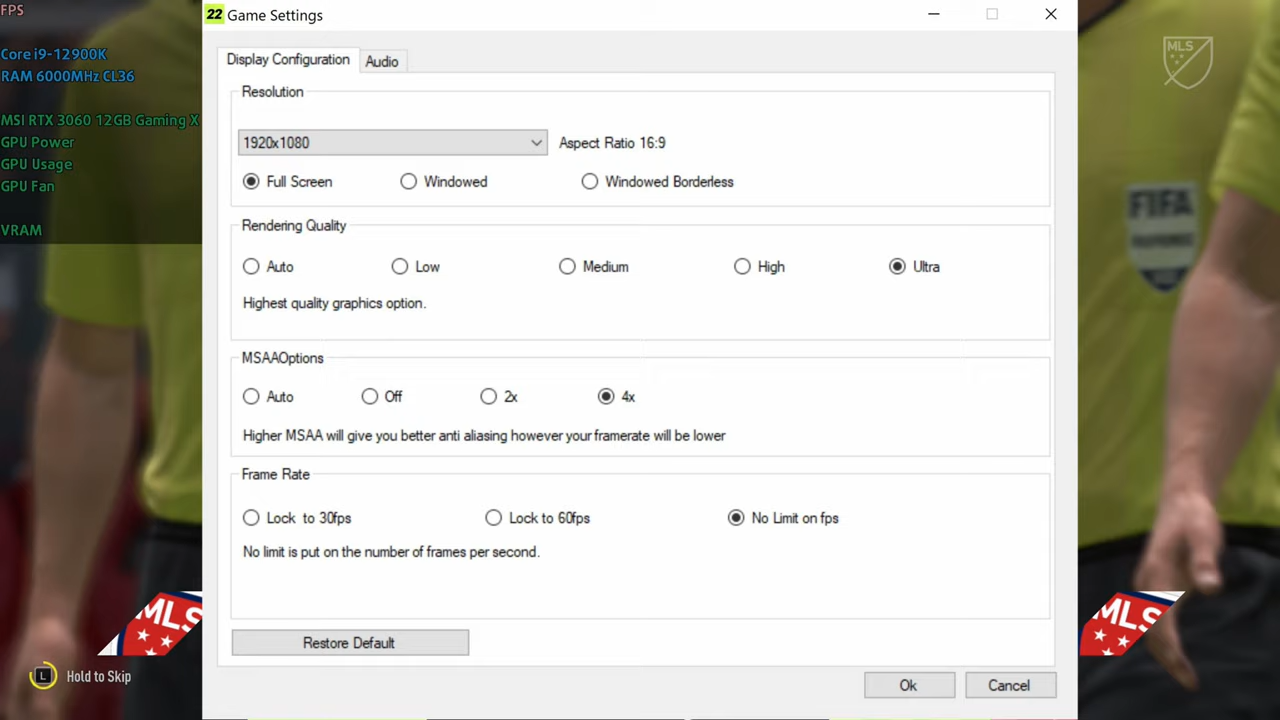 FPS
Core i9-12900K
RAM 6000MHz CL36
MSI RTX 3060 12GB Gaming X
GPU Power
GPU Usage
GPU Fan
VRAM
22 Game Settings
Display Configuration Audio
Resolution
1920x1080 Aspect Ratio 16:9
Full Screen Windowed Windowed Borderless
Rendering Quality
Auto Low Medium High Ultra
Highest quality graphics option.
MSAAOptions
Auto Off 2x 4x
Higher MSAA will give you better anti aliasing however your framerate will be lower
Frame Rate
Lock to 30fps Lock to 60fps No Limit on fps
No limit is put on the number of frames per second.
Restore Default
Ok Cancel
MLS
FIFA
MLS
MLS
L Hold to Skip